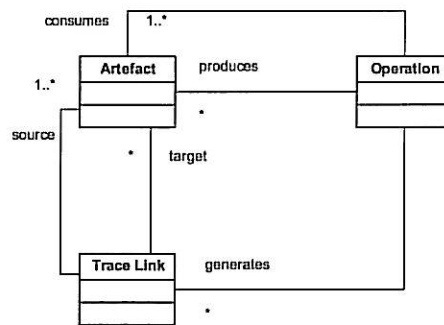 consumes
1..*
Artefact
produces
Operation
1..*
*
source
*
target
Trace Link
generates
*